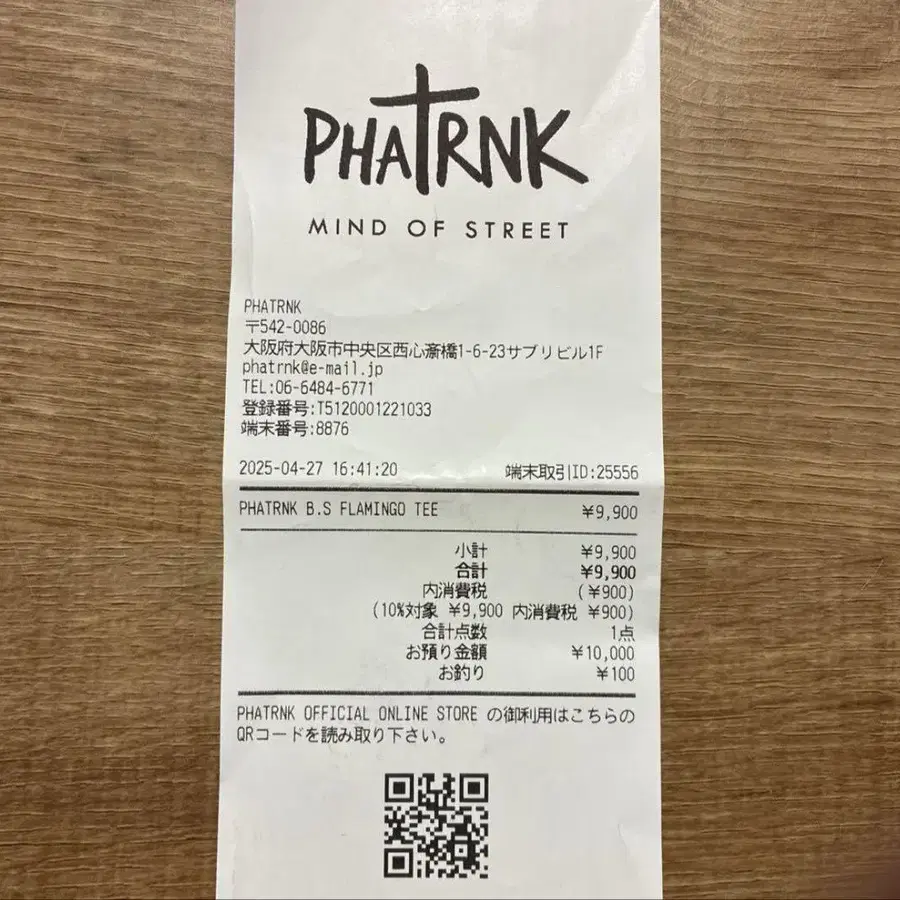 PHATRNK
MIND OF STREET
PHATRNK
〒542-0086
大阪府大阪市中央区西心斎橋1-6-23サブリビル1F
phatrnk@e-mail.jp
TEL:06-6484-6771
登録番号:T5120001221033
端末番号:8876
2025-04-27 16:41:20 端末取引ID:25556
PHATRNK B.S FLAMINGO TEE ¥9,900
小計 ¥9,900
合計 ¥9,900
内消費税 (¥900)
(10%対象 ¥9,900 内消費税 ¥900)
合計点数 1点
お預り金額 ¥10,000
お釣り ¥100
PHATRNK OFFICIAL ONLINE STORE の御利用はこちらの
QRコードを読み取り下さい。